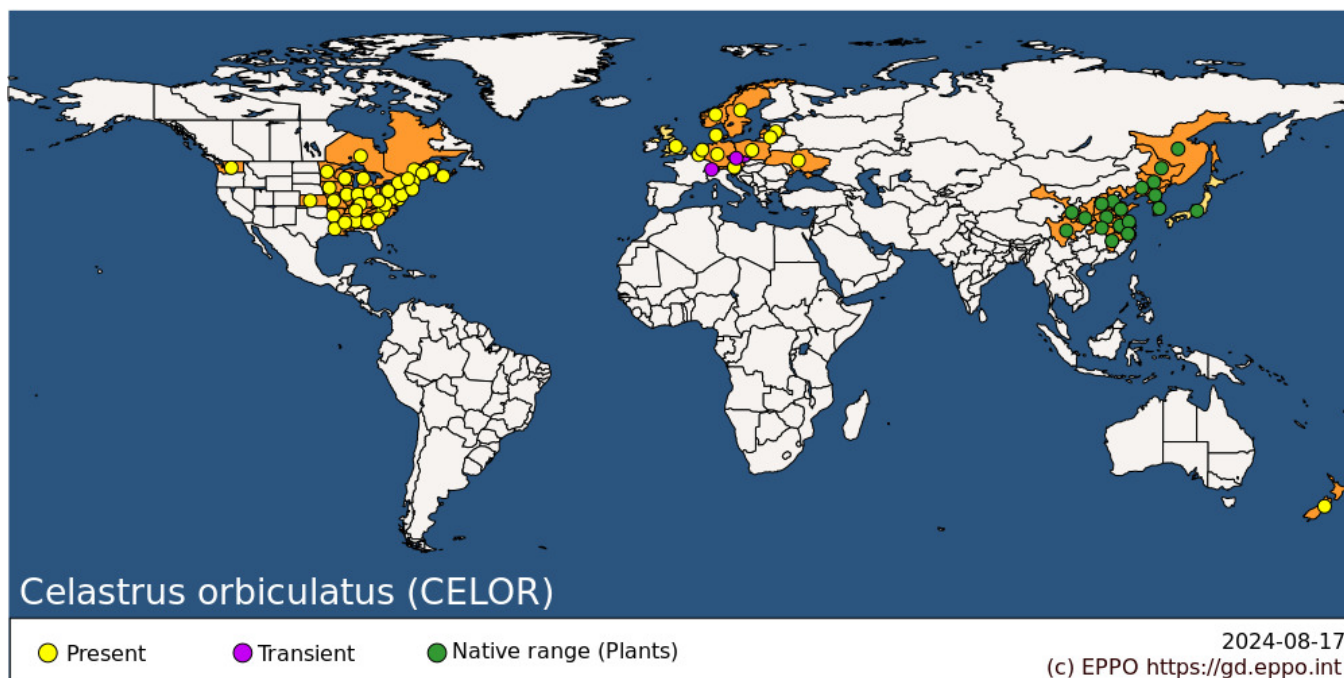 Celastrus orbiculatus (CELOR)
Present
Transient
Native range (Plants)
2024-08-17
(c) EPPO https://gd.eppo.int